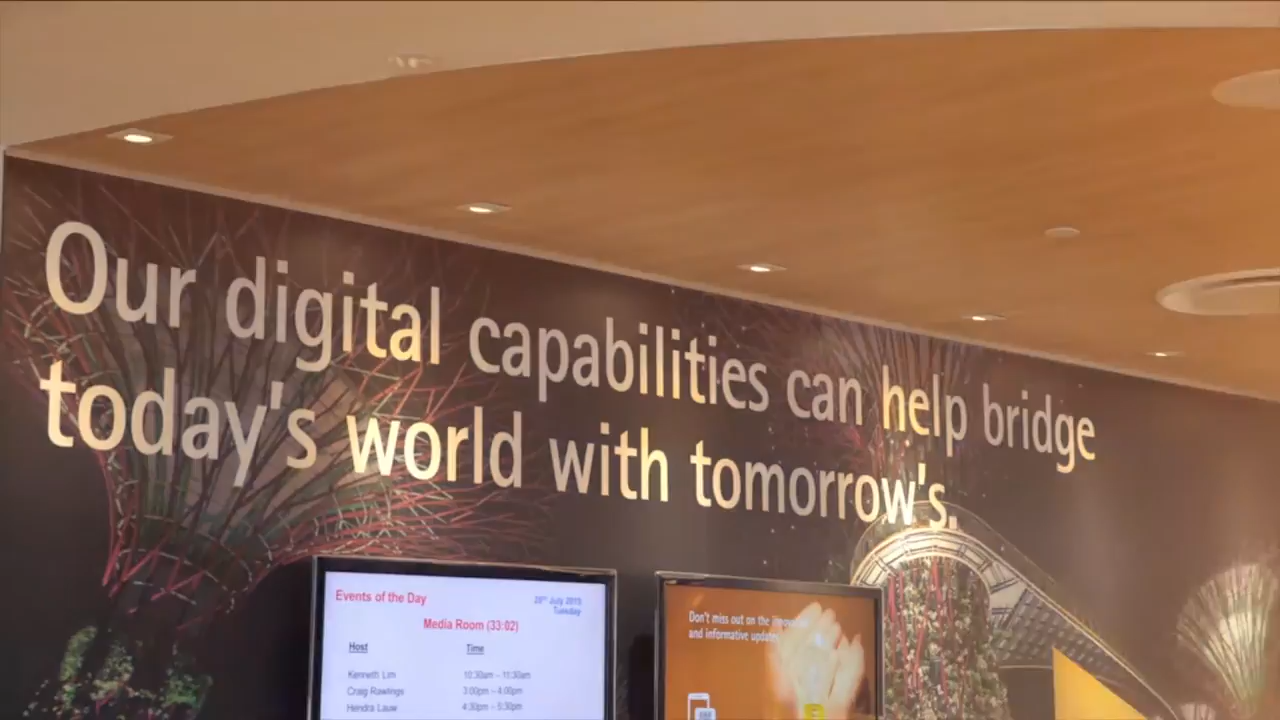 Our digital capabilities can help bridge
today's world with tomorrow's.
Events of the Day
28th July 2015
Tuesday
Media Room (33:02)
Host Time
Kenneth Lim 10:30am – 11:30am
Craig Rawlings 3:00pm – 4:00pm
Hendra Lauw 4:30pm – 5:30pm
Don't miss out on the
and informative updates